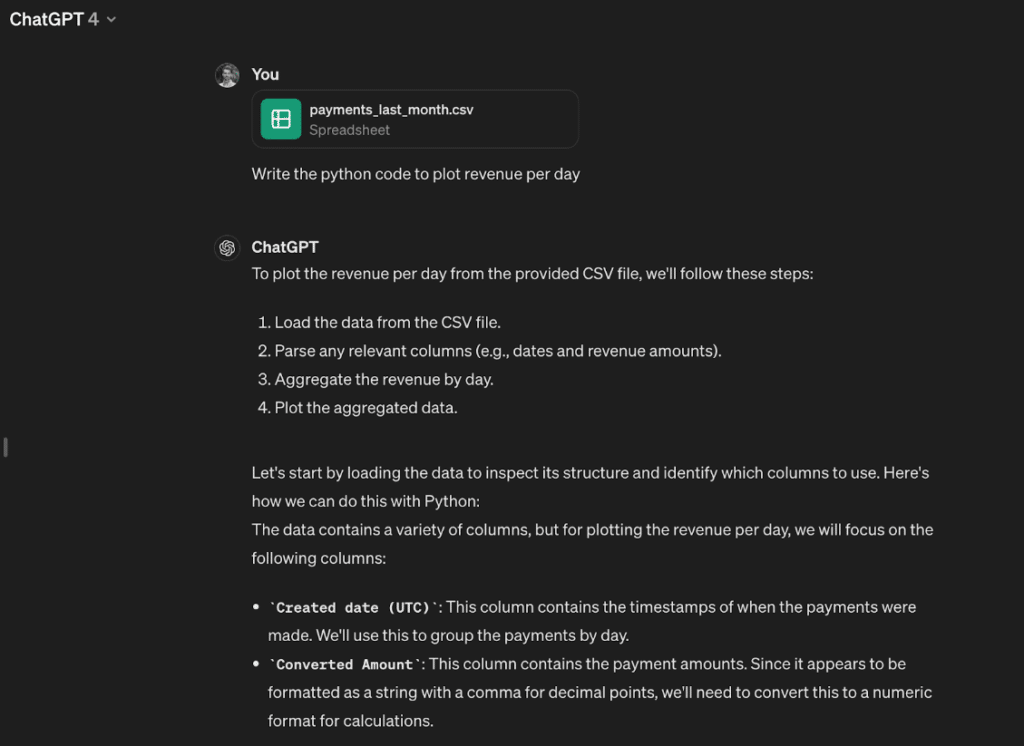 ChatGPT 4
You
payments_last_month.csv
Spreadsheet
Write the python code to plot revenue per day
ChatGPT
To plot the revenue per day from the provided CSV file, we'll follow these steps:
1. Load the data from the CSV file.
2. Parse any relevant columns (e.g., dates and revenue amounts).
3. Aggregate the revenue by day.
4. Plot the aggregated data.
Let's start by loading the data to inspect its structure and identify which columns to use. Here's
how we can do this with Python:
The data contains a variety of columns, but for plotting the revenue per day, we will focus on the
following columns:
• `Created date (UTC)`: This column contains the timestamps of when the payments were
made. We'll use this to group the payments by day.
• `Converted Amount`: This column contains the payment amounts. Since it appears to be
formatted as a string with a comma for decimal points, we'll need to convert this to a numeric
format for calculations.